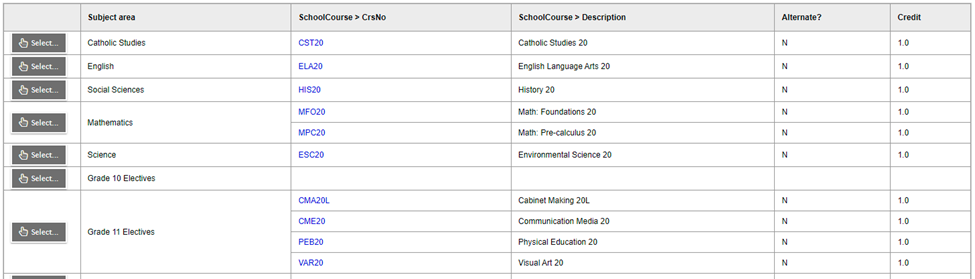 Subject area SchoolCourse > CrsNo SchoolCourse > Description Alternate? Credit
Select... Catholic Studies CST20 Catholic Studies 20 N 1.0
Select... English ELA20 English Language Arts 20 N 1.0
Select... Social Sciences HIS20 History 20 N 1.0
Select... Mathematics MFO20 Math: Foundations 20 N 1.0
MPC20 Math: Pre-calculus 20 N 1.0
Select... Science ESC20 Environmental Science 20 N 1.0
Select... Grade 10 Electives
Select... Grade 11 Electives CMA20L Cabinet Making 20L N 1.0
CME20 Communication Media 20 N 1.0
PEB20 Physical Education 20 N 1.0
VAR20 Visual Art 20 N 1.0